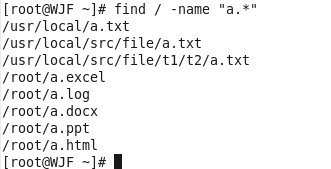 [root@WJF ~]# find / -name "a.*"
/usr/local/a.txt
/usr/local/src/file/a.txt
/usr/local/src/file/t1/t2/a.txt
/root/a.excel
/root/a.log
/root/a.docx
/root/a.ppt
/root/a.html
[root@WJF ~]#